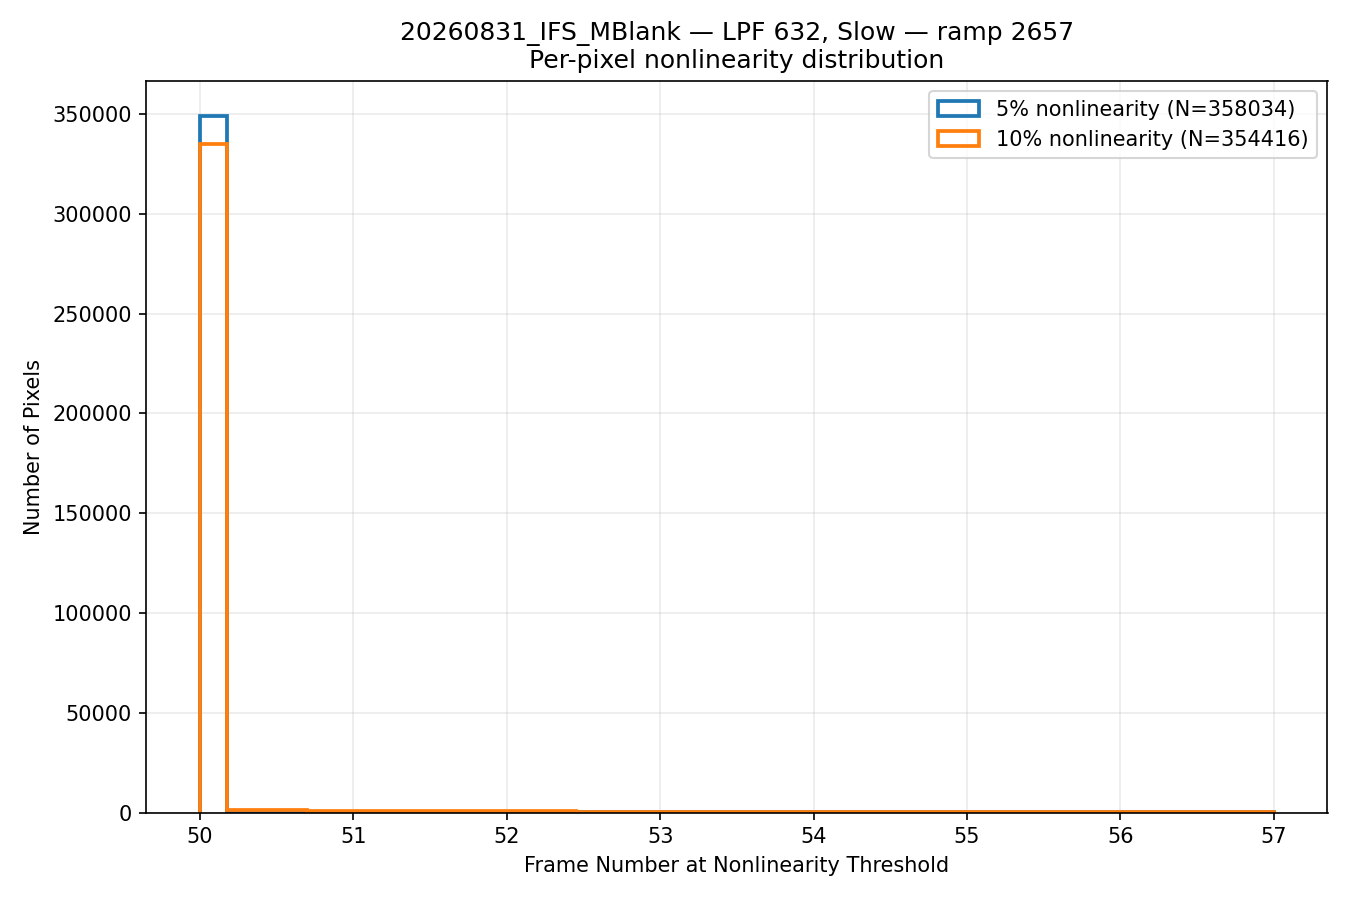 20260831_IFS_MBlank — LPF 632, Slow — ramp 2657
Per-pixel nonlinearity distribution
5% nonlinearity (N=358034)
10% nonlinearity (N=354416)
Number of Pixels
350000
300000
250000
200000
150000
100000
50000
0
50 51 52 53 54 55 56 57
Frame Number at Nonlinearity Threshold